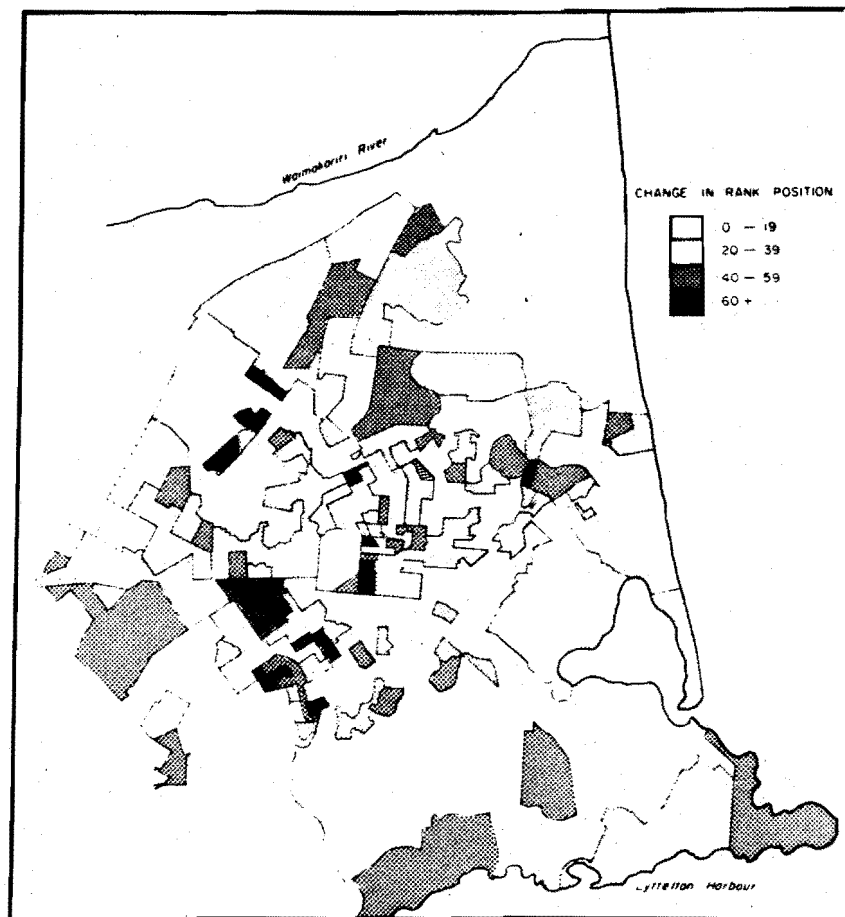 Waimakariri River
CHANGE IN RANK POSITION
0 — 19
20 — 39
40 — 59
60 +
Lyttelton Harbour